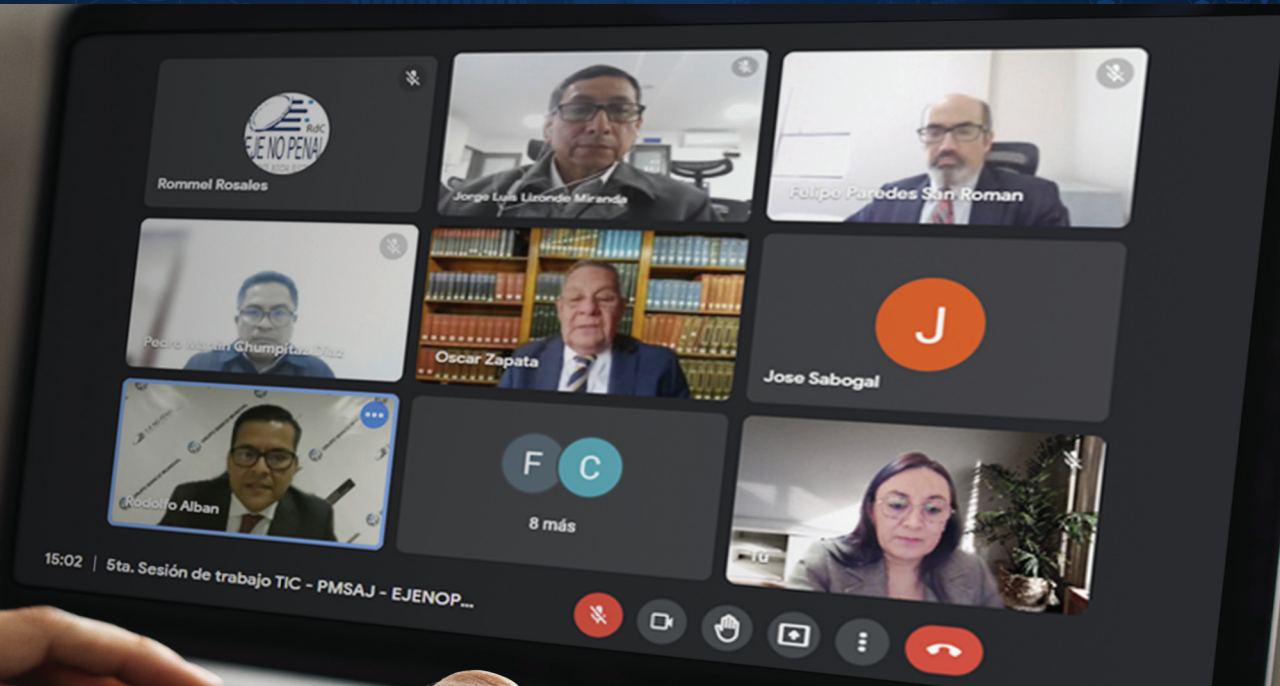 RdC
EJE NO PENAL
Rommel Rosales
Jorge Luis Lizonde Miranda
Felipe Paredes San Roman
Pedro Martin Chumpitaz Diaz
Oscar Zapata
J
Jose Sabogal
Rodolfo Alban
F C
8 más
Tú
15:02 | 5ta. Sesión de trabajo TIC - PMSAJ - EJENOP...